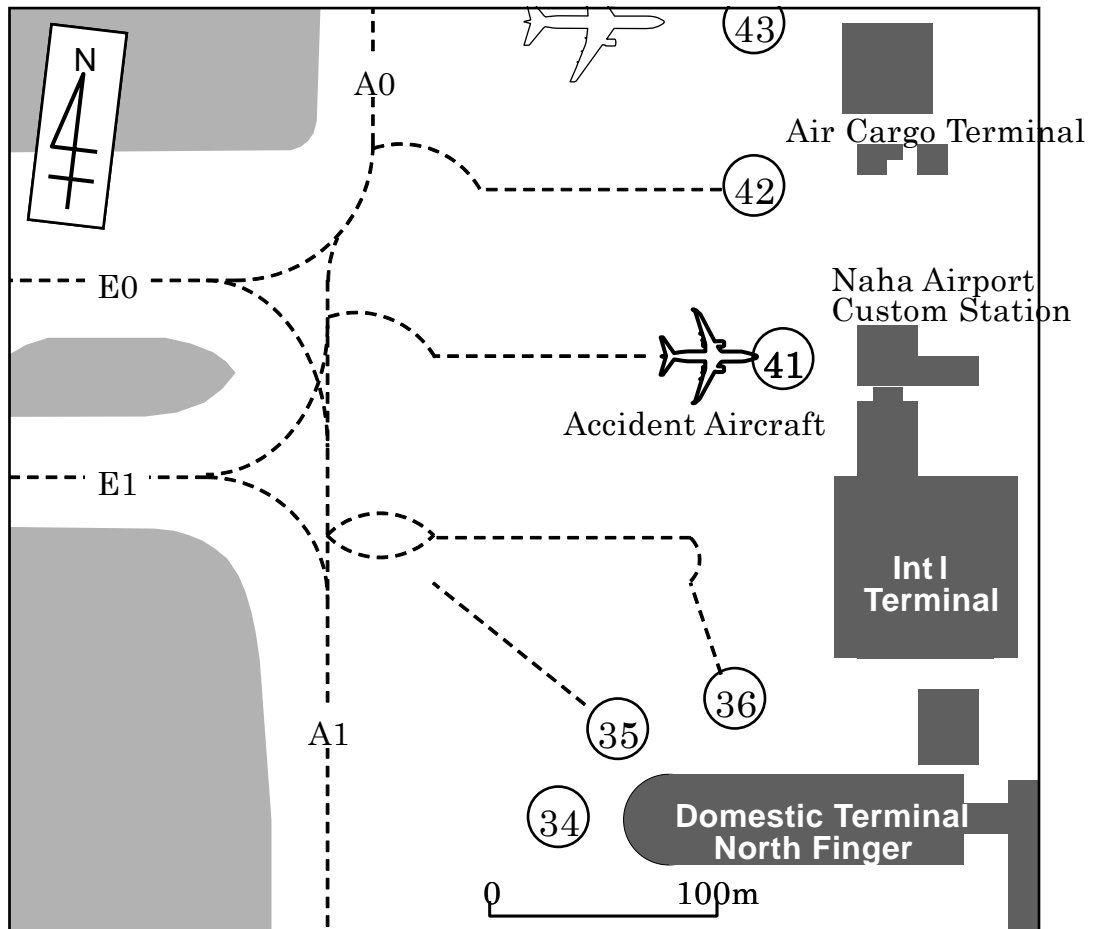 43
N
A0
Air Cargo Terminal
42
E0
Naha Airport
Custom Station
41
Accident Aircraft
E1
Int l
Terminal
36
35
A1
34
Domestic Terminal
North Finger
0 100m